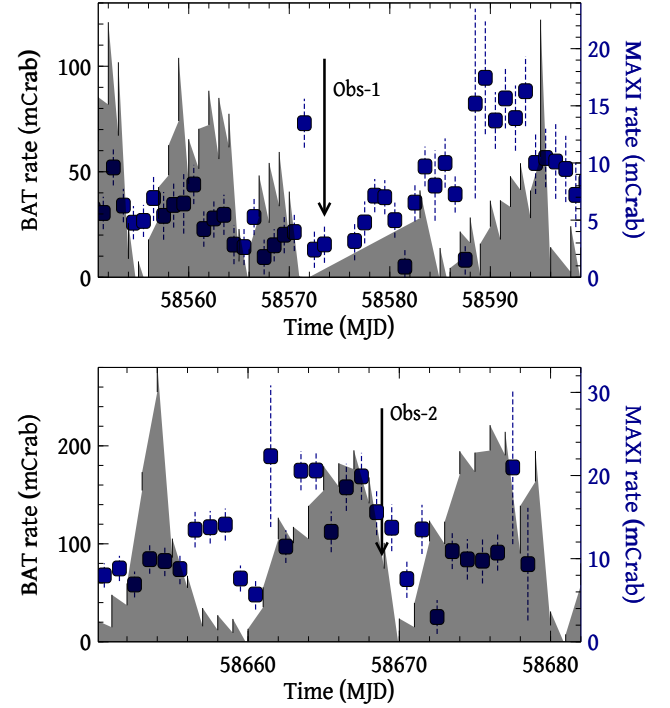 BAT rate (mCrab)
100
50
0
Obs-1
20
15
10
5
0
MAXI rate (mCrab)
58560 58570 58580 58590
Time (MJD)
BAT rate (mCrab)
200
100
0
Obs-2
30
20
10
0
MAXI rate (mCrab)
58660 58670 58680
Time (MJD)